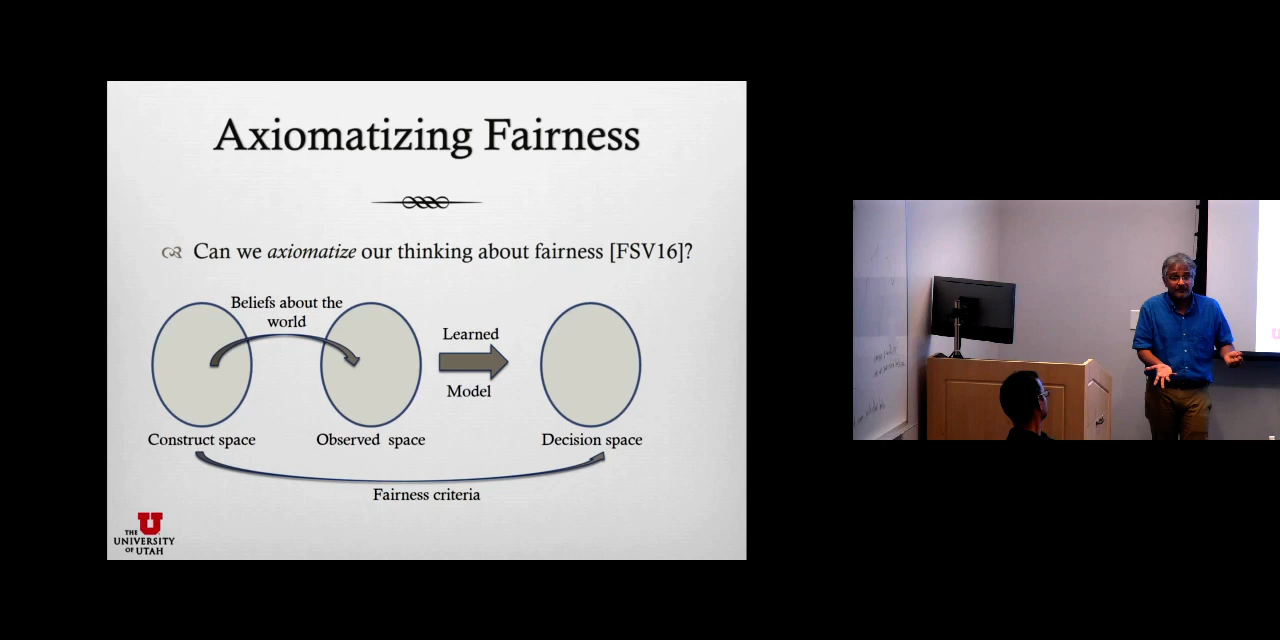 Axiomatizing Fairness
Can we axiomatize our thinking about fairness [FSV16]?
Beliefs about the
world
Learned
Model
Construct space
Observed space
Decision space
Fairness criteria
U
THE
UNIVERSITY
OF UTAH